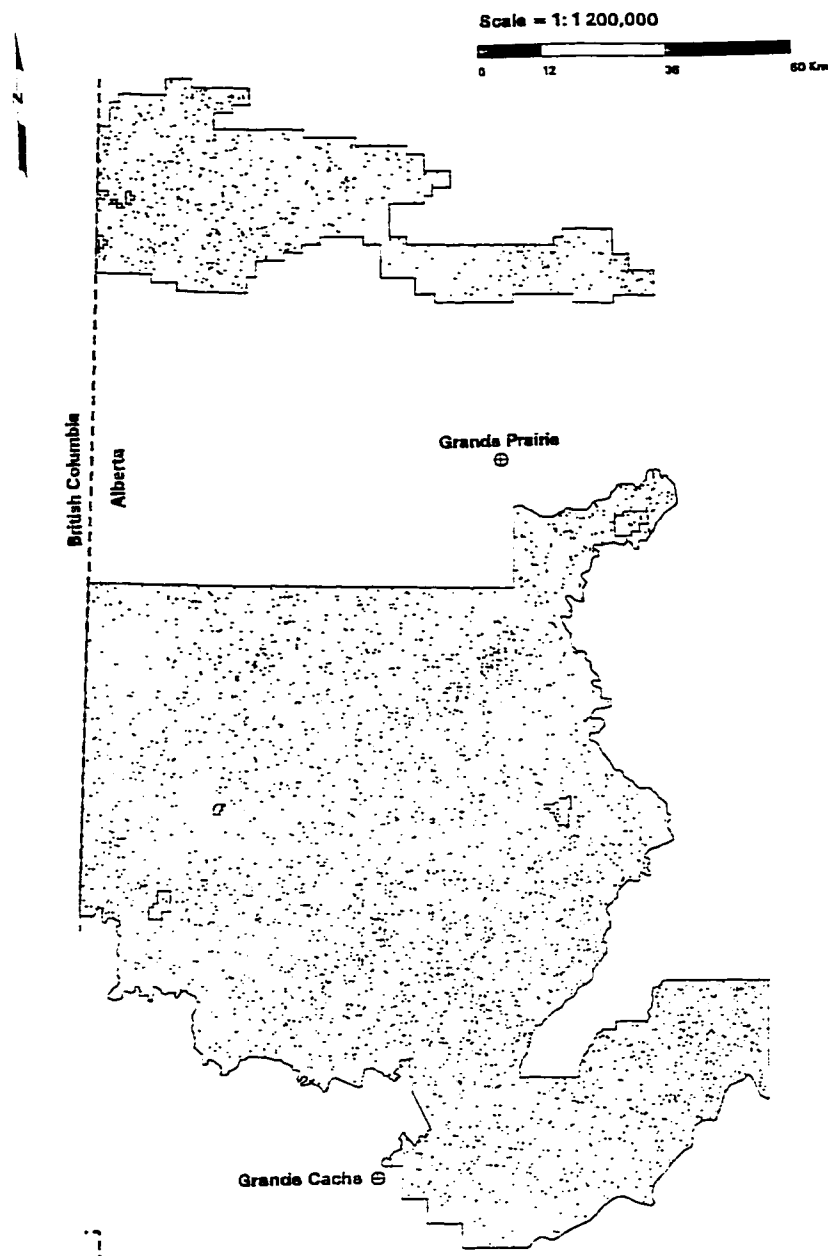 Scale = 1: 1 200,000
0 12 36 60 Km
N
Grande Prairie
British Columbia
Alberta
Grande Cache